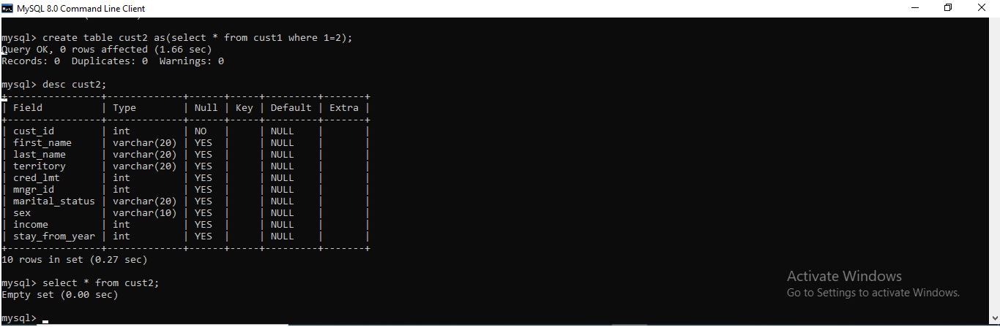 MySQL 8.0 Command Line Client
mysql> create table cust2 as(select * from cust1 where 1=2);
Query OK, 0 rows affected (1.66 sec)
Records: 0  Duplicates: 0  Warnings: 0
mysql> desc cust2;
+----------------+-------------+------+-----+---------+-------+
| Field          | Type        | Null | Key | Default | Extra |
+----------------+-------------+------+-----+---------+-------+
| cust_id        | int         | NO   |     | NULL    |       |
| first_name     | varchar(20) | YES  |     | NULL    |       |
| last_name      | varchar(20) | YES  |     | NULL    |       |
| territory      | varchar(20) | YES  |     | NULL    |       |
| cred_lmt       | int         | YES  |     | NULL    |       |
| mngr_id        | int         | YES  |     | NULL    |       |
| marital_status | varchar(20) | YES  |     | NULL    |       |
| sex            | varchar(10) | YES  |     | NULL    |       |
| income         | int         | YES  |     | NULL    |       |
| stay_from_year | int         | YES  |     | NULL    |       |
+----------------+-------------+------+-----+---------+-------+
10 rows in set (0.27 sec)
mysql> select * from cust2;
Empty set (0.00 sec)
mysql>
Activate Windows
Go to Settings to activate Windows.